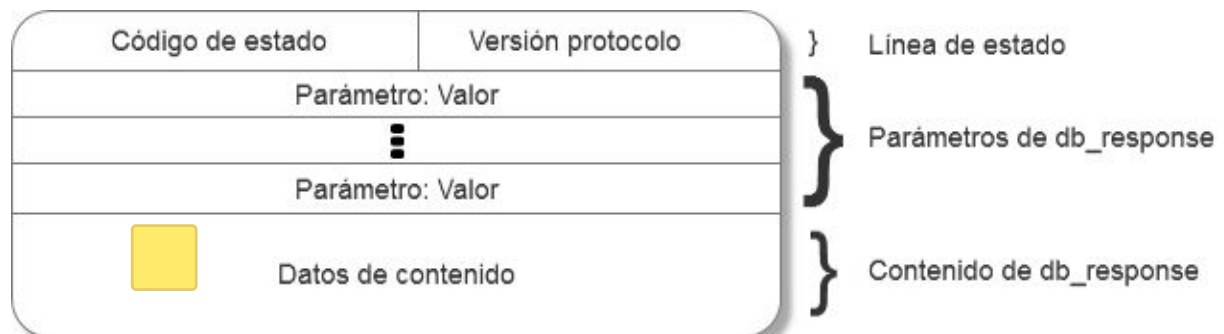 Código de estado
Versión protocolo
} Línea de estado
Parámetro: Valor
Parámetro: Valor
} Parámetros de db_response
Datos de contenido
} Contenido de db_response